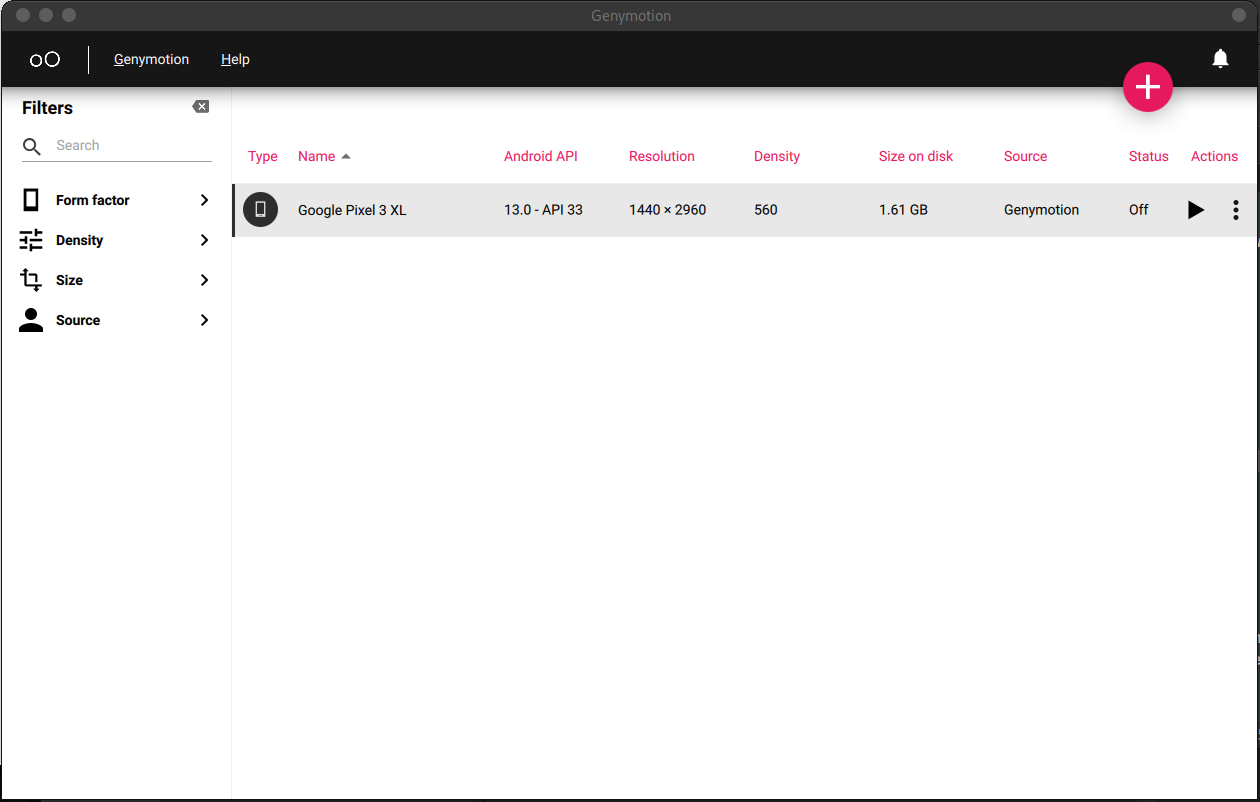 Genymotion
Genymotion Help
Filters
Search
Form factor
Density
Size
Source
Type Name Android API Resolution Density Size on disk Source Status Actions
Google Pixel 3 XL 13.0 - API 33 1440 × 2960 560 1.61 GB Genymotion Off